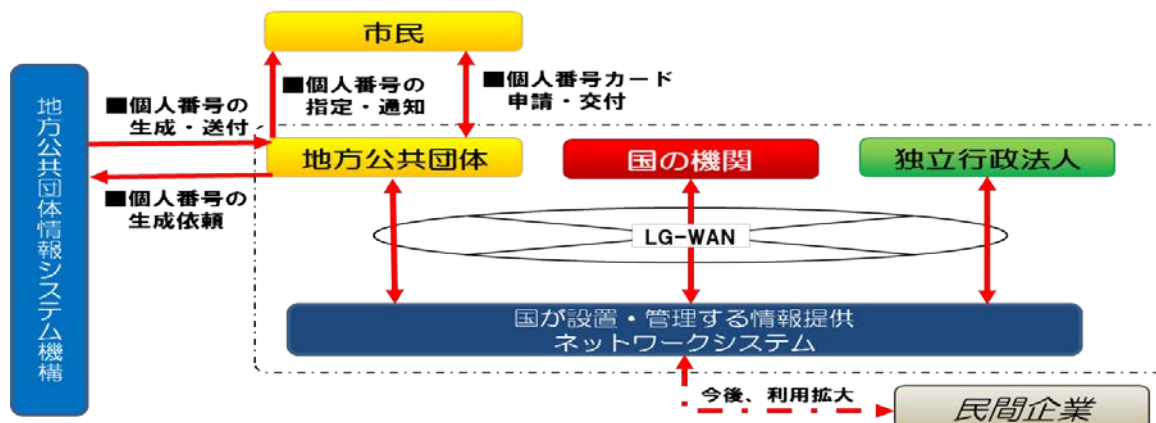 市民
■個人番号の
生成・送付
■個人番号の
指定・通知
■個人番号カード
申請・交付
地方公共団体情報システム機構
地方公共団体
国の機関
独立行政法人
■個人番号の
生成依頼
LG-WAN
国が設置・管理する情報提供
ネットワークシステム
今後、利用拡大
民間企業